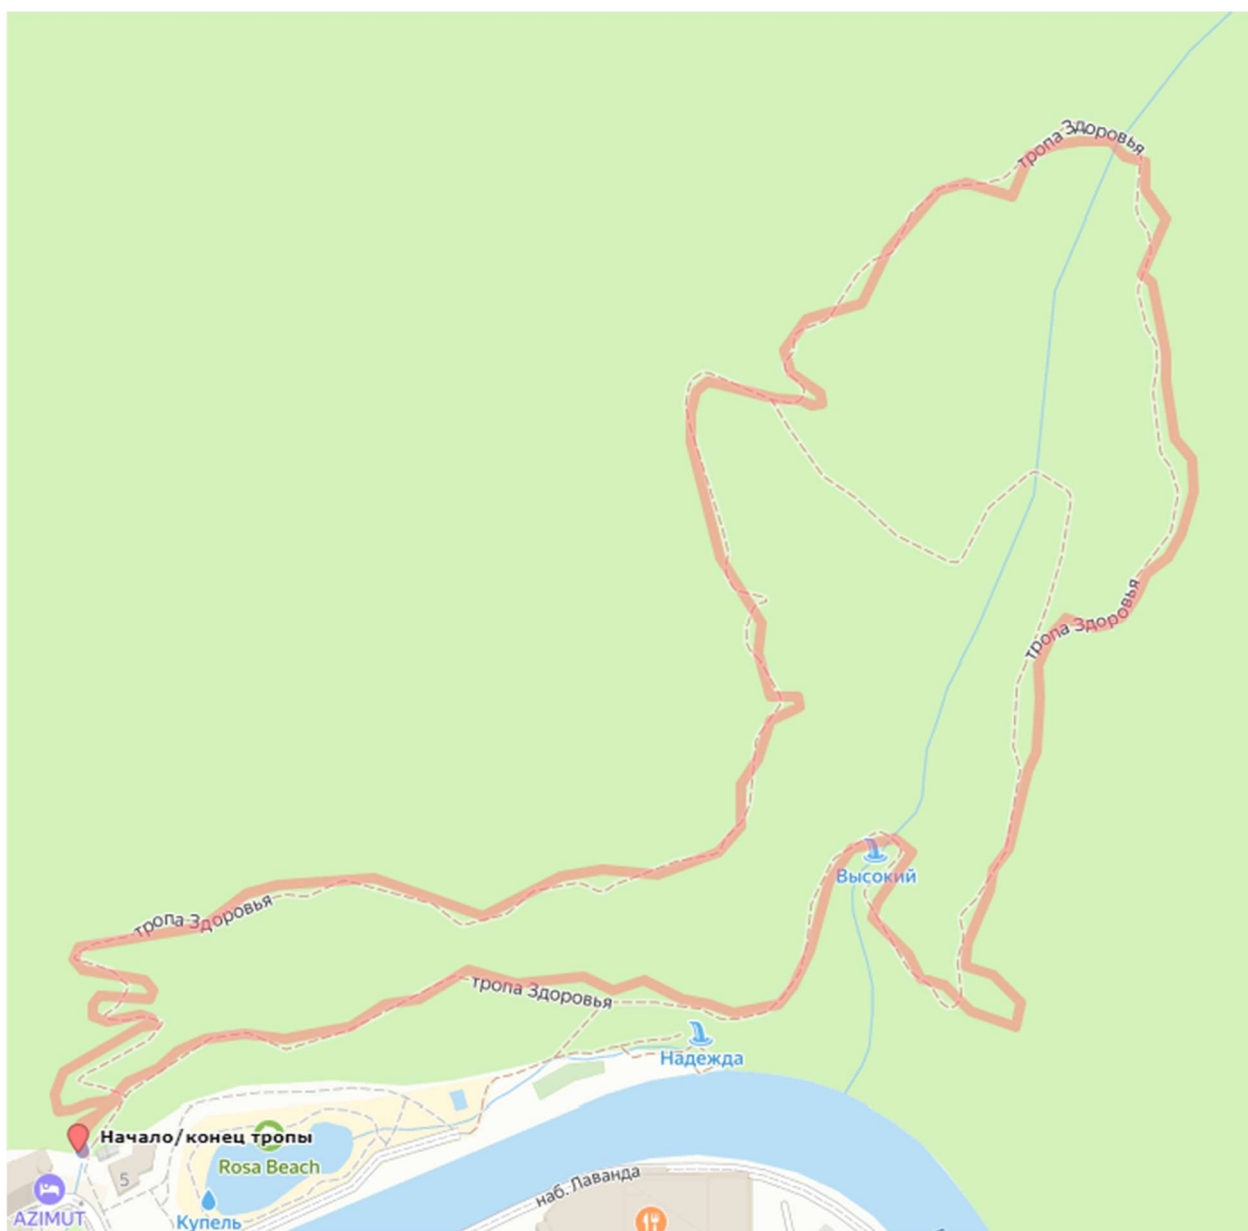 тропа Здоровья
тропа Здоровья
Высокий
тропа Здоровья
тропа Здоровья
Надежда
Начало/конец тропы
Rosa Beach
5
наб. Лаванда
AZIMUT
Купель